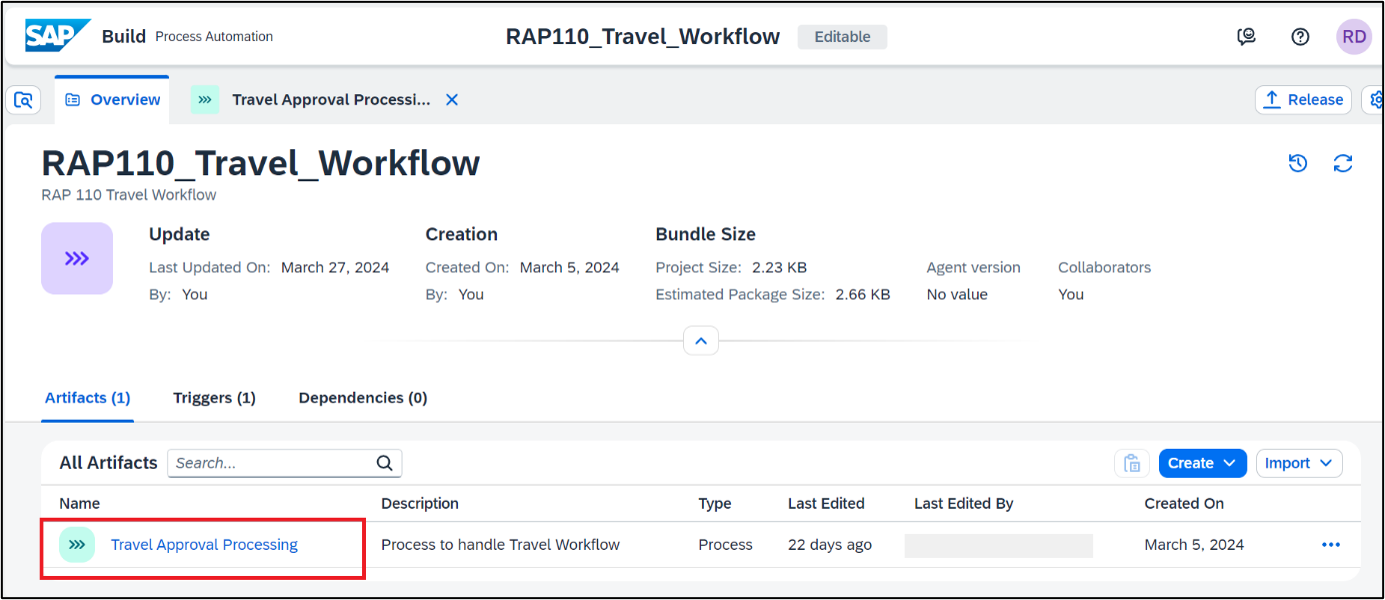 SAP Build Process Automation RAP110_Travel_Workflow Editable RD
Overview Travel Approval Processi... Release
RAP110_Travel_Workflow
RAP 110 Travel Workflow
Update Creation Bundle Size
Last Updated On: March 27, 2024 Created On: March 5, 2024 Project Size: 2.23 KB Agent version Collaborators
By: You By: You Estimated Package Size: 2.66 KB No value You
Artifacts (1) Triggers (1) Dependencies (0)
All Artifacts Search... Create Import
Name Description Type Last Edited Last Edited By Created On
Travel Approval Processing Process to handle Travel Workflow Process 22 days ago March 5, 2024